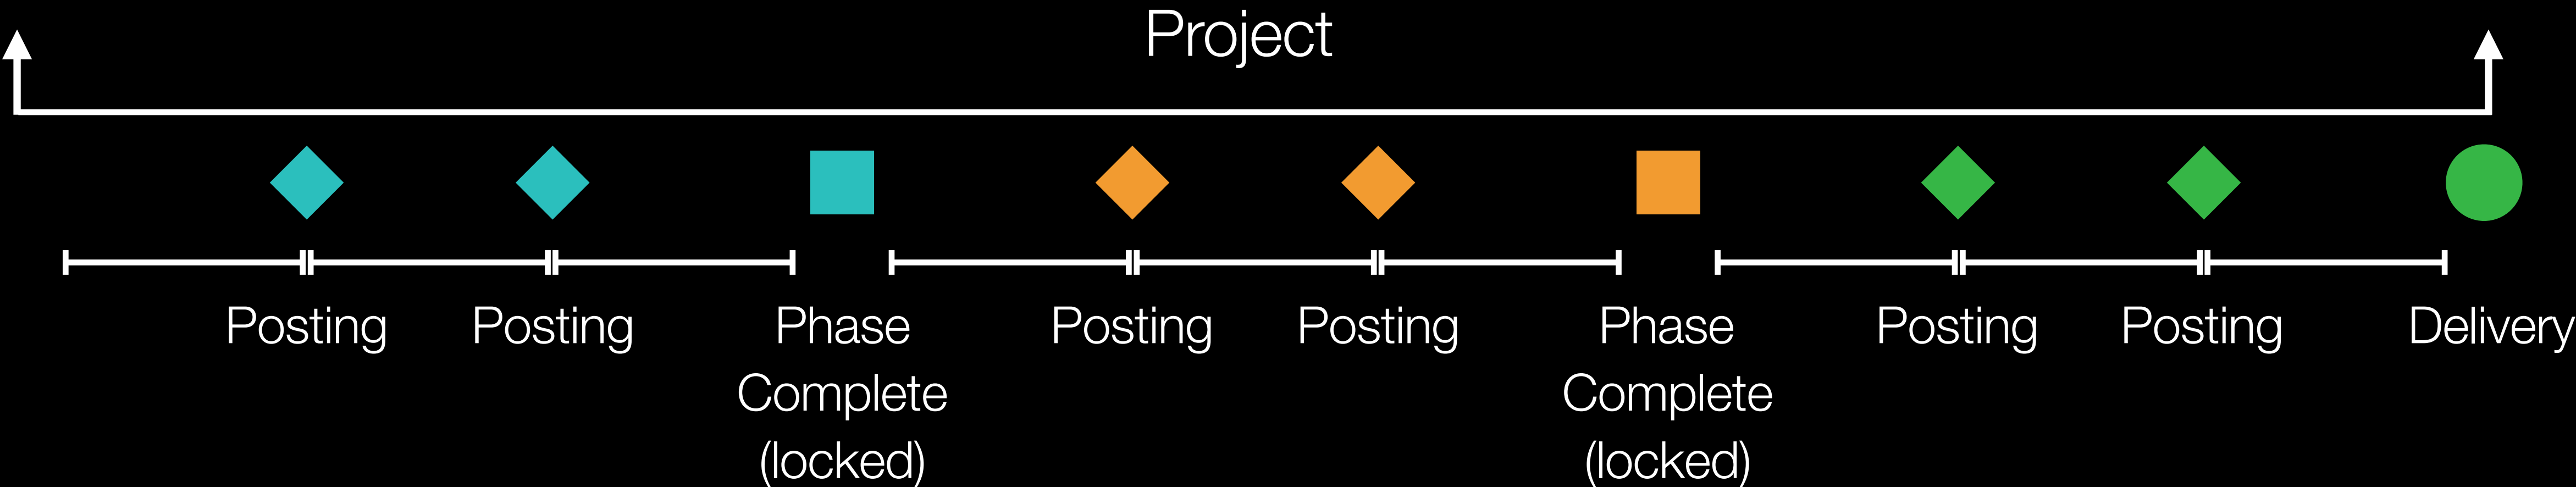 Project
Posting
Posting
Phase
Complete
(locked)
Posting
Posting
Phase
Complete
(locked)
Posting
Posting
Delivery